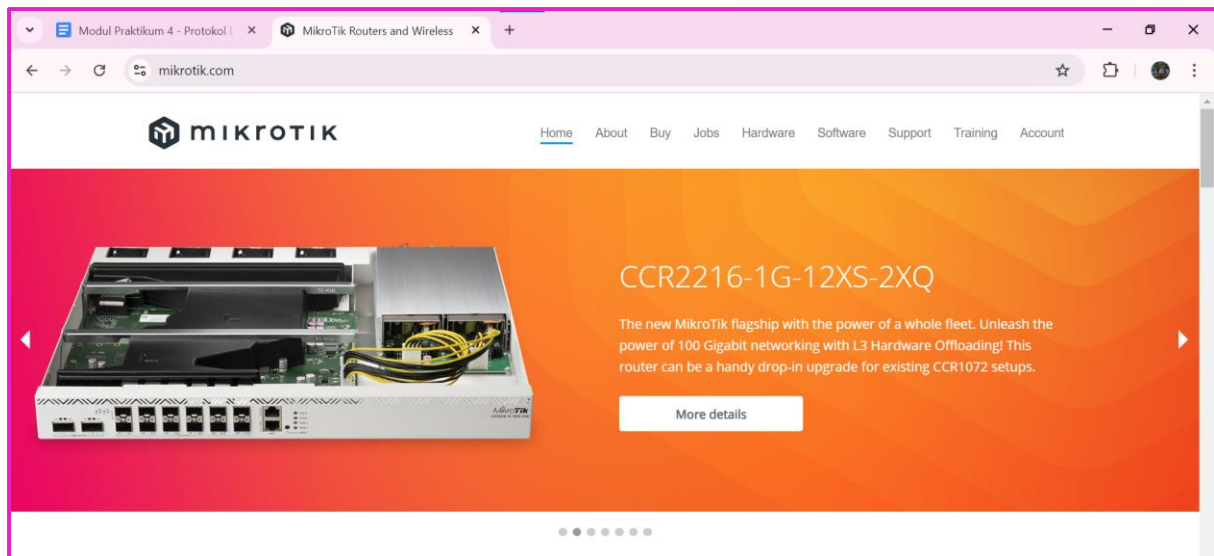 Modul Praktikum 4 - Protokol L
MikroTik Routers and Wireless
mikrotik.com
mikrotik
Home About Buy Jobs Hardware Software Support Training Account
CCR2216-1G-12XS-2XQ
The new MikroTik flagship with the power of a whole fleet. Unleash the
power of 100 Gigabit networking with L3 Hardware Offloading! This
router can be a handy drop-in upgrade for existing CCR1072 setups.
MikroTik
More details